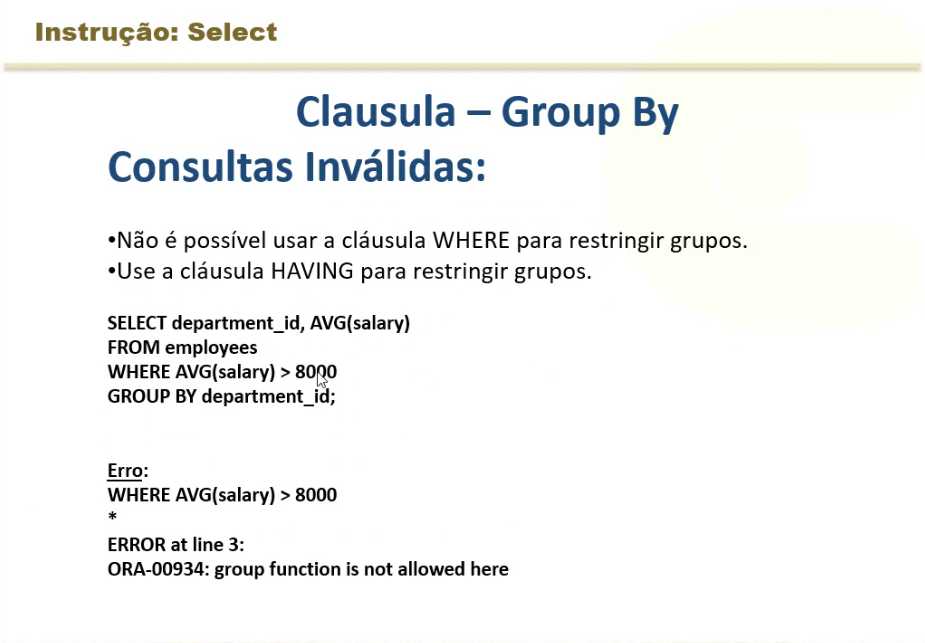 Instrução: Select
Clausula – Group By
Consultas Inválidas:
•Não é possível usar a cláusula WHERE para restringir grupos.
•Use a cláusula HAVING para restringir grupos.
SELECT department_id, AVG(salary)
FROM employees
WHERE AVG(salary) > 8000
GROUP BY department_id;
Erro:
WHERE AVG(salary) > 8000
*
ERROR at line 3:
ORA-00934: group function is not allowed here